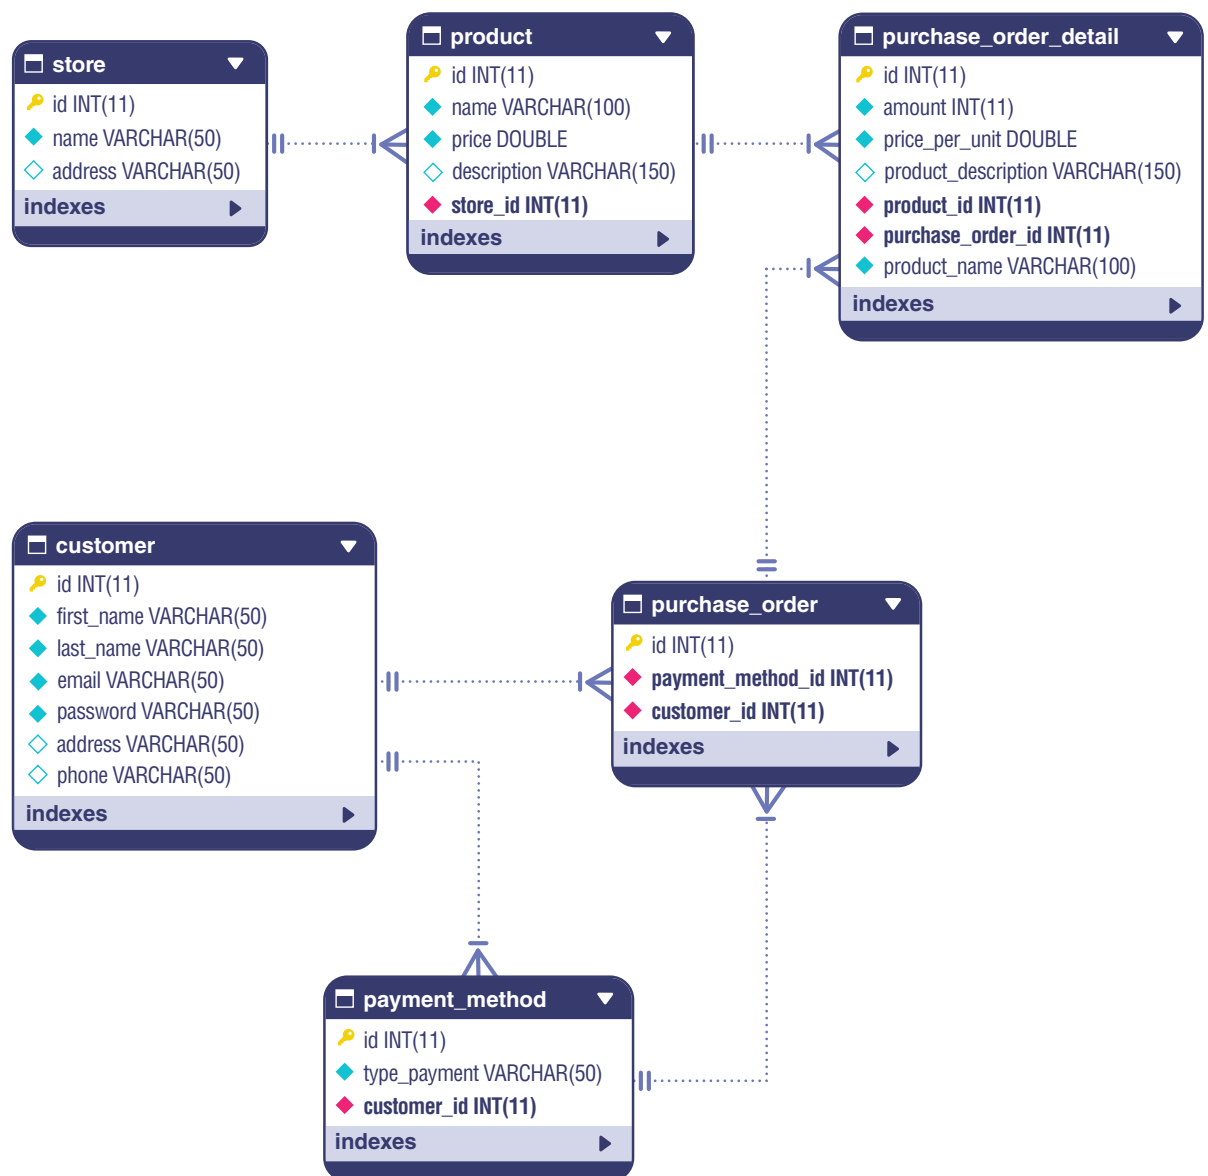 store
id INT(11)
name VARCHAR(50)
address VARCHAR(50)
indexes
product
id INT(11)
name VARCHAR(100)
price DOUBLE
description VARCHAR(150)
store_id INT(11)
indexes
purchase_order_detail
id INT(11)
amount INT(11)
price_per_unit DOUBLE
product_description VARCHAR(150)
product_id INT(11)
purchase_order_id INT(11)
product_name VARCHAR(100)
indexes
customer
id INT(11)
first_name VARCHAR(50)
last_name VARCHAR(50)
email VARCHAR(50)
password VARCHAR(50)
address VARCHAR(50)
phone VARCHAR(50)
indexes
purchase_order
id INT(11)
payment_method_id INT(11)
customer_id INT(11)
indexes
payment_method
id INT(11)
type_payment VARCHAR(50)
customer_id INT(11)
indexes